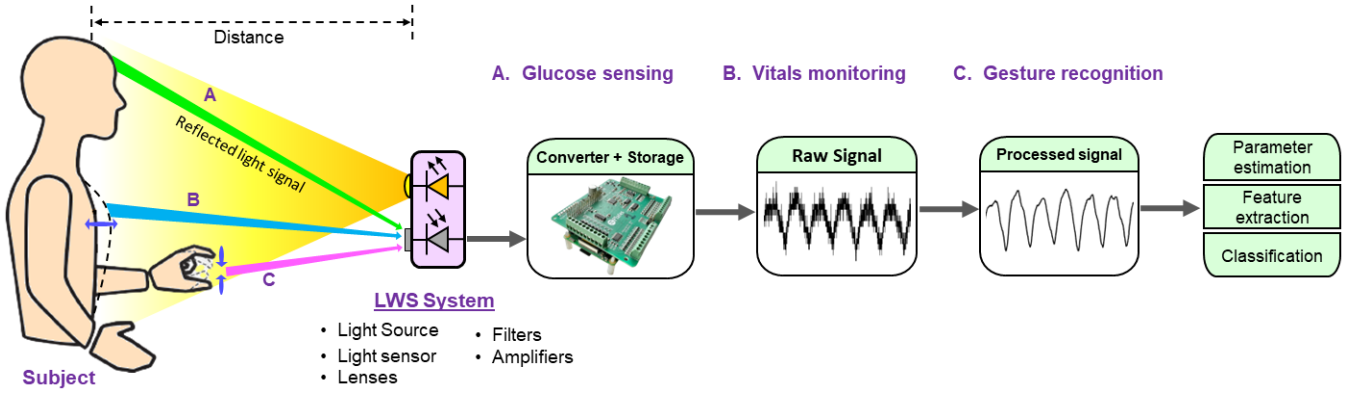 Distance
A
Reflected light signal
B
C
Subject
LWS System
• Light Source
• Light sensor
• Lenses
• Filters
• Amplifiers
A. Glucose sensing
B. Vitals monitoring
C. Gesture recognition
Converter + Storage
Raw Signal
Processed signal
Parameter
estimation
Feature
extraction
Classification